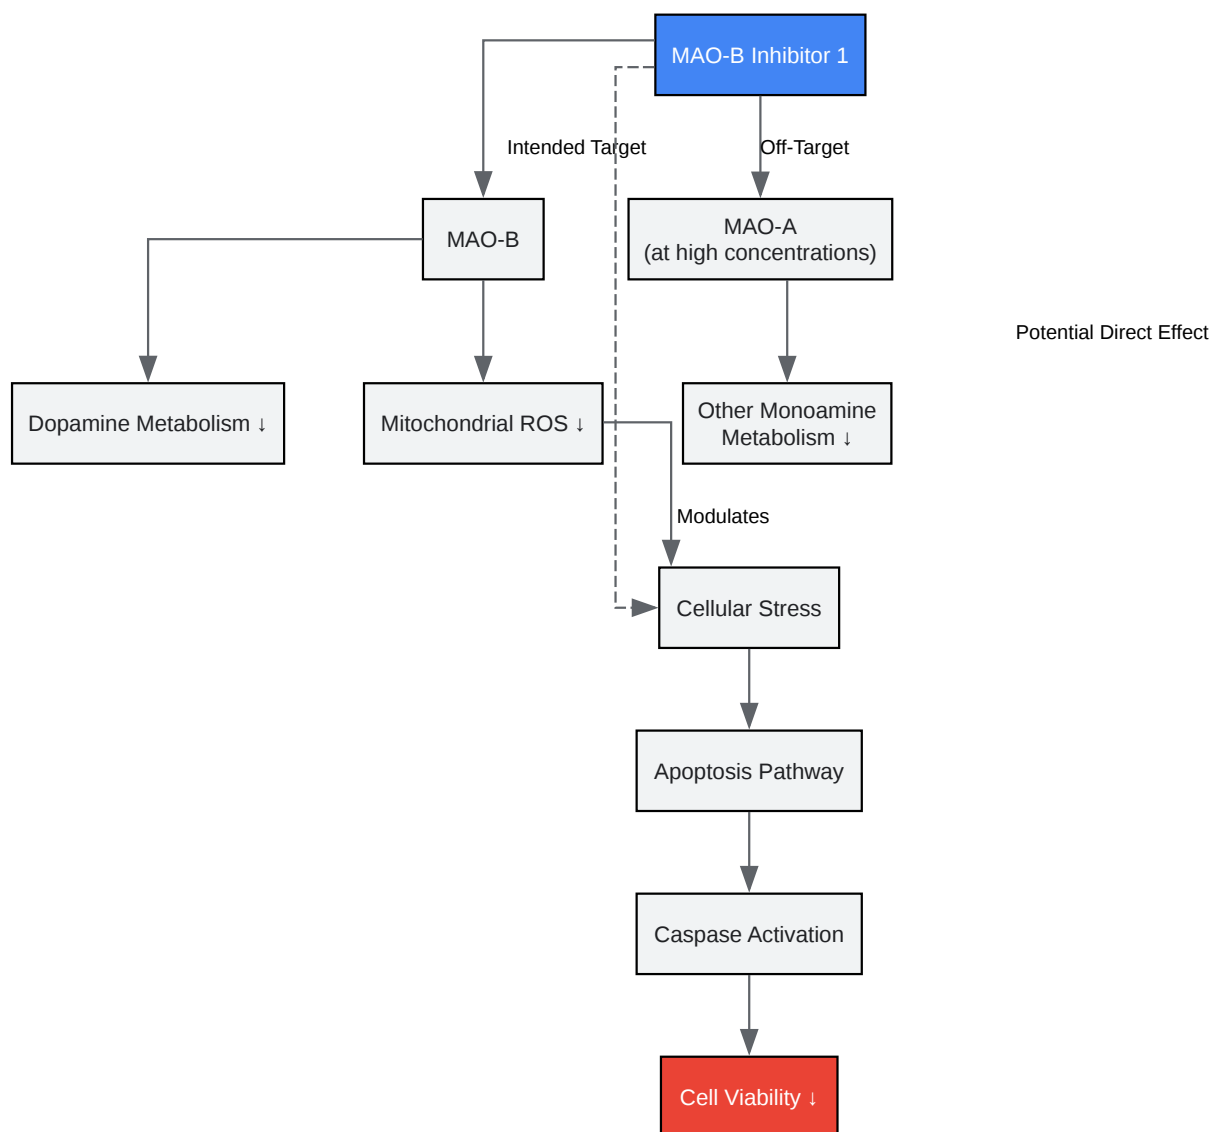 MAO-B Inhibitor 1
Intended Target
Off-Target
MAO-B
MAO-A
(at high concentrations)
Potential Direct Effect
Dopamine Metabolism ↓
Mitochondrial ROS ↓
Other Monoamine
Metabolism ↓
Modulates
Cellular Stress
Apoptosis Pathway
Caspase Activation
Cell Viability ↓